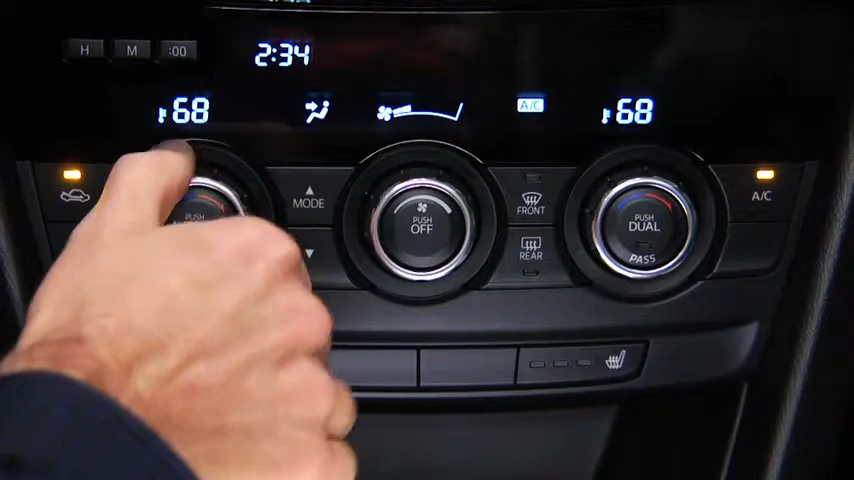 H M :00
2:34
68 A/C 68
MODE
PUSH
OFF
FRONT
REAR
PUSH
DUAL
PASS
A/C
PUSH